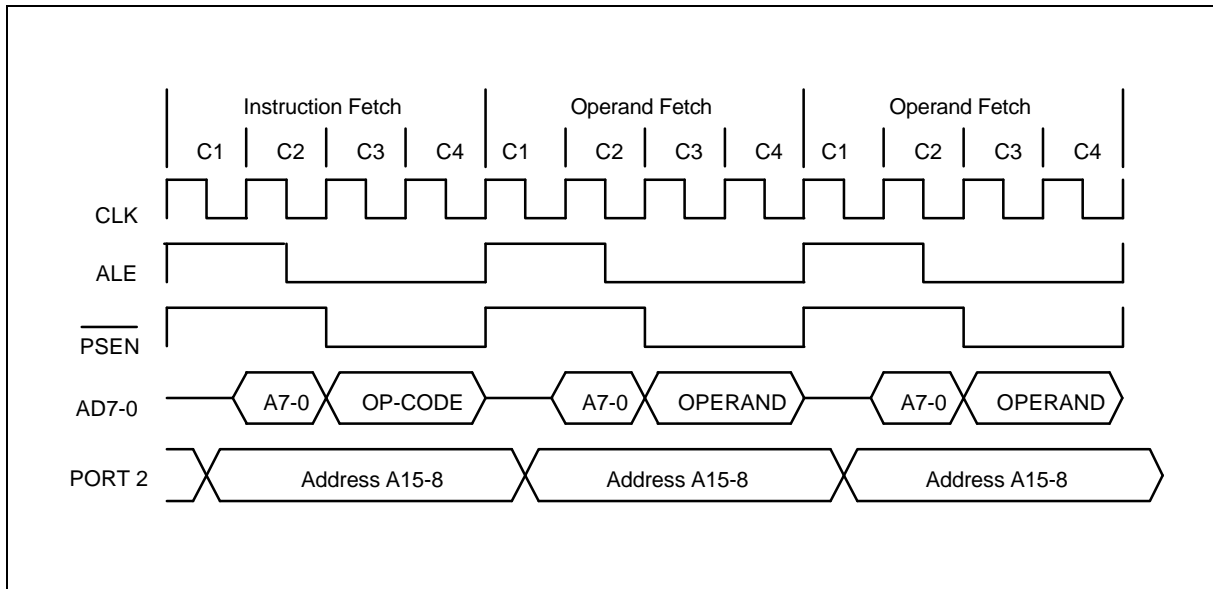 Instruction Fetch Operand Fetch Operand Fetch
C1 C2 C3 C4 C1 C2 C3 C4 C1 C2 C3 C4
CLK
ALE
PSEN
AD7-0 A7-0 OP-CODE A7-0 OPERAND A7-0 OPERAND
PORT 2 Address A15-8 Address A15-8 Address A15-8